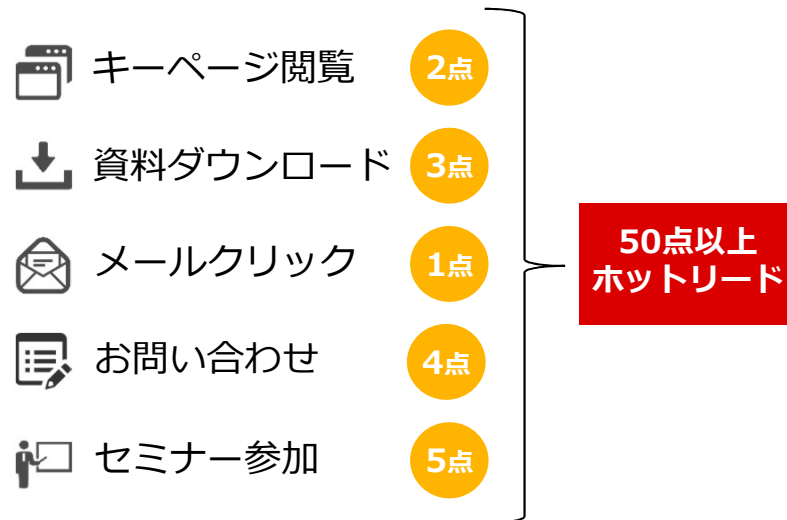 キーページ閲覧 2点
資料ダウンロード 3点
メールクリック 1点
お問い合わせ 4点
セミナー参加 5点
50点以上
ホットリード